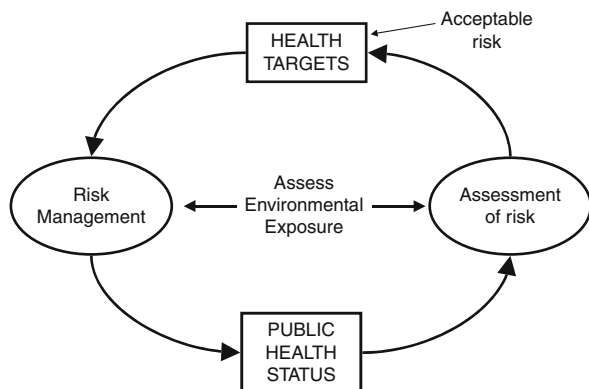 Acceptable
risk
HEALTH
TARGETS
Risk
Management
Assess
Environmental
Exposure
Assessment
of risk
PUBLIC
HEALTH
STATUS